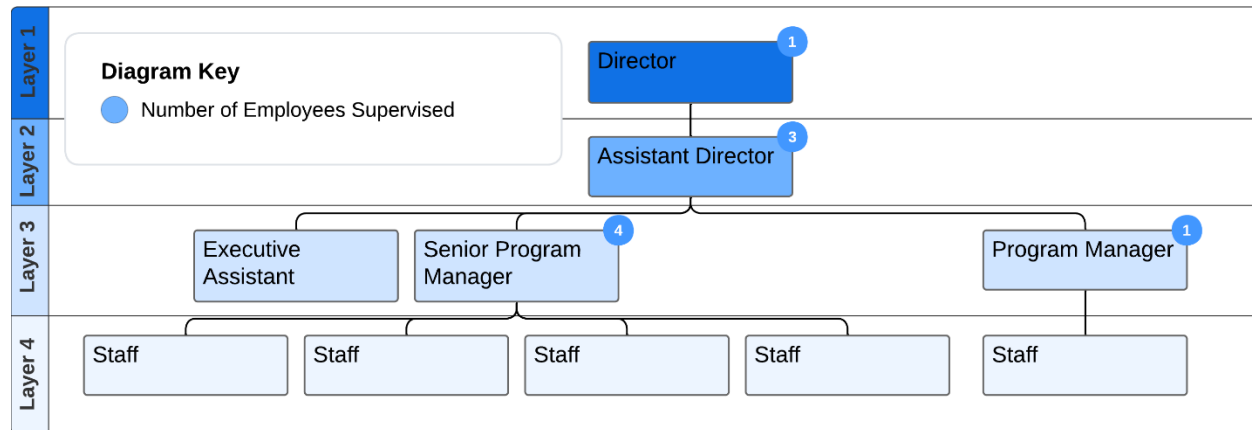 Layer 1
Diagram Key
Number of Employees Supervised
Director
1
Layer 2
Assistant Director
3
Layer 3
Executive
Assistant
Senior Program
Manager
4
Program Manager
1
Layer 4
Staff
Staff
Staff
Staff
Staff